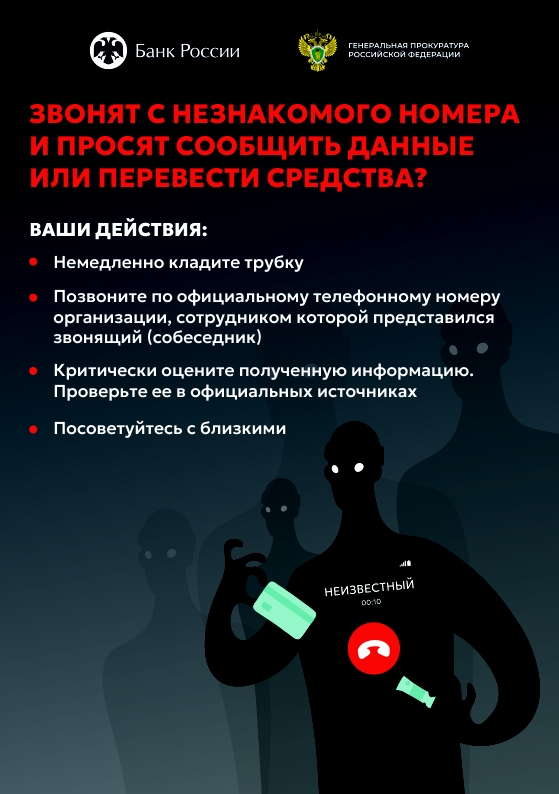 Банк России
ГЕНЕРАЛЬНАЯ ПРОКУРАТУРА
РОССИЙСКОЙ ФЕДЕРАЦИИ
ЗВОНЯТ С НЕЗНАКОМОГО НОМЕРА
И ПРОСЯТ СООБЩИТЬ ДАННЫЕ
ИЛИ ПЕРЕВЕСТИ СРЕДСТВА?
ВАШИ ДЕЙСТВИЯ:
Немедленно кладите трубку
Позвоните по официальному телефонному номеру
организации, сотрудником которой представился
звонящий (собеседник)
Критически оцените полученную информацию.
Проверьте ее в официальных источниках
Посоветуйтесь с близкими
НЕИЗВЕСТНЫЙ
00:10